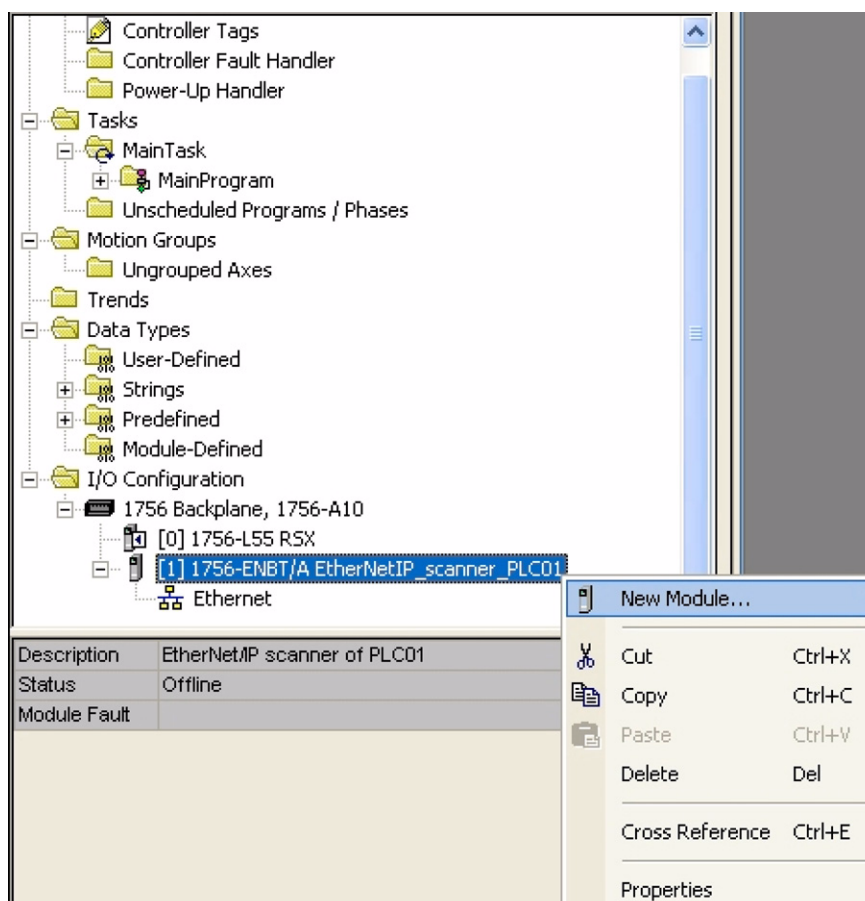 Controller Tags
Controller Fault Handler
Power-Up Handler
Tasks
MainTask
MainProgram
Unscheduled Programs / Phases
Motion Groups
Ungrouped Axes
Trends
Data Types
User-Defined
Strings
Predefined
Module-Defined
I/O Configuration
1756 Backplane, 1756-A10
[0] 1756-L55 RSX
[1] 1756-ENBT/A EtherNetIP_scanner_PLC01
Ethernet
New Module...
Cut Ctrl+X
Copy Ctrl+C
Paste Ctrl+V
Delete Del
Cross Reference Ctrl+E
Properties
Description EtherNet/IP scanner of PLC01
Status Offline
Module Fault